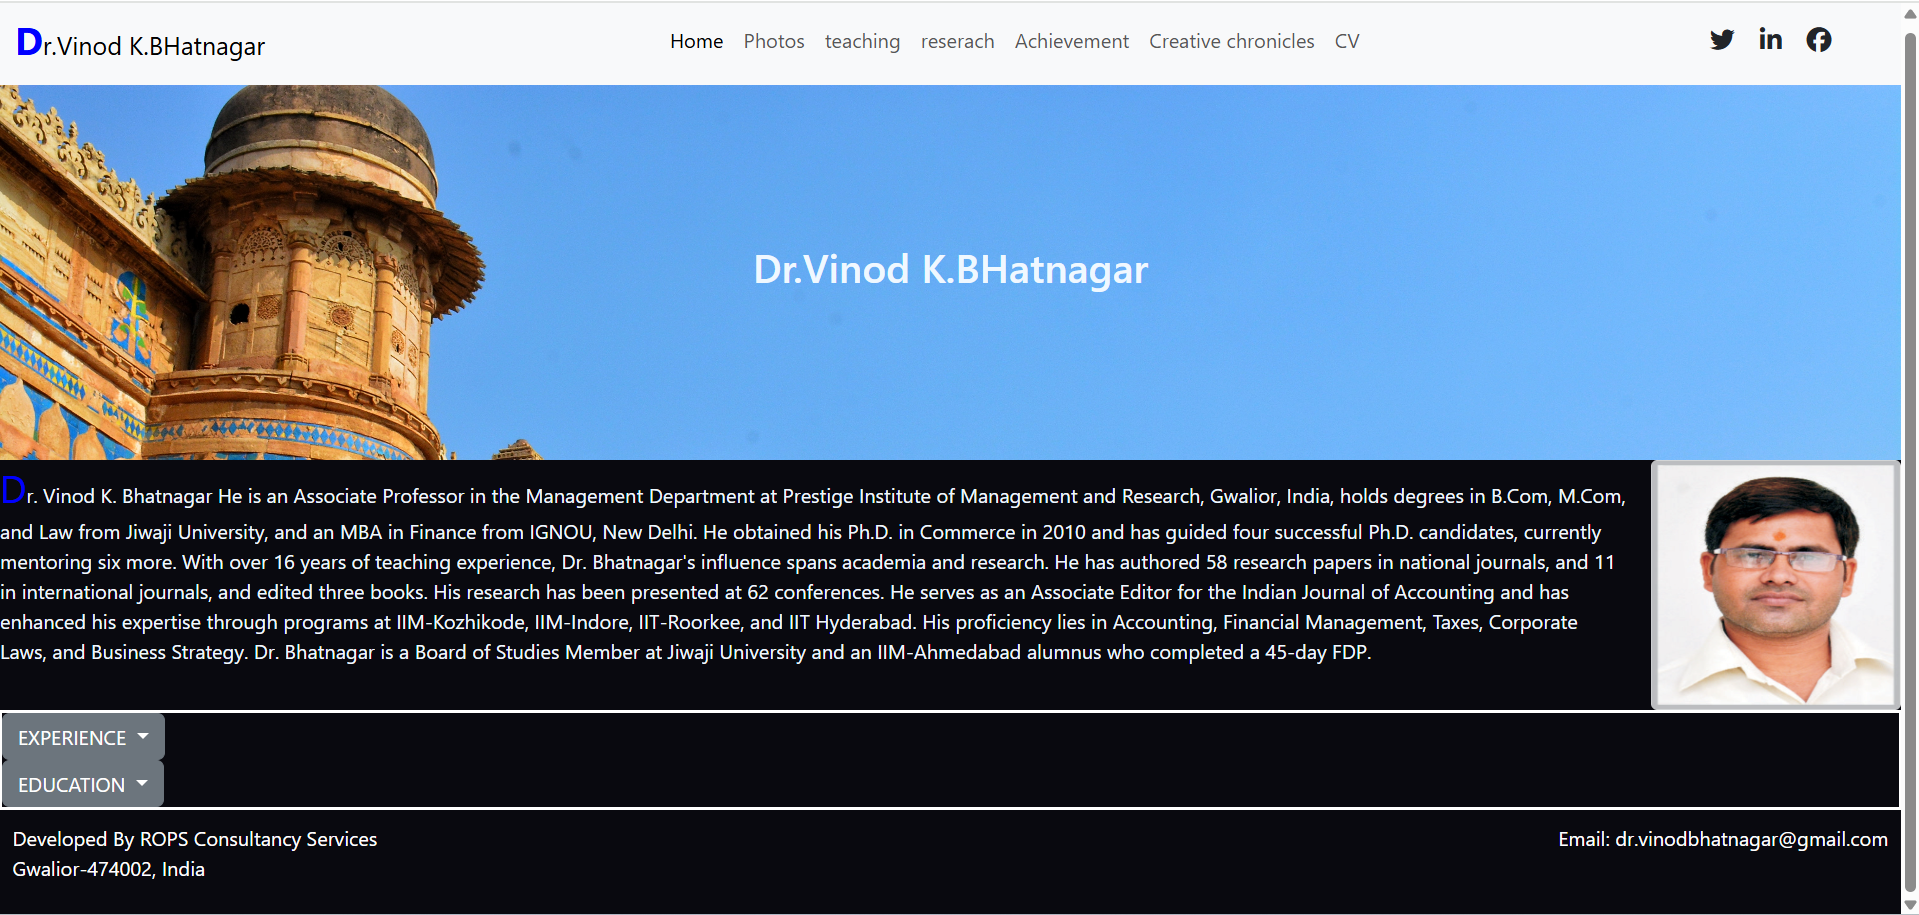 Dr.Vinod K.BHatnagar
Home Photos teaching reserach Achievement Creative chronicles CV
Dr.Vinod K.BHatnagar
Dr. Vinod K. Bhatnagar He is an Associate Professor in the Management Department at Prestige Institute of Management and Research, Gwalior, India, holds degrees in B.Com, M.Com,
and Law from Jiwaji University, and an MBA in Finance from IGNOU, New Delhi. He obtained his Ph.D. in Commerce in 2010 and has guided four successful Ph.D. candidates, currently
mentoring six more. With over 16 years of teaching experience, Dr. Bhatnagar's influence spans academia and research. He has authored 58 research papers in national journals, and 11
in international journals, and edited three books. His research has been presented at 62 conferences. He serves as an Associate Editor for the Indian Journal of Accounting and has
enhanced his expertise through programs at IIM-Kozhikode, IIM-Indore, IIT-Roorkee, and IIT Hyderabad. His proficiency lies in Accounting, Financial Management, Taxes, Corporate
Laws, and Business Strategy. Dr. Bhatnagar is a Board of Studies Member at Jiwaji University and an IIM-Ahmedabad alumnus who completed a 45-day FDP.
EXPERIENCE
EDUCATION
Developed By ROPS Consultancy Services
Gwalior-474002, India
Email: dr.vinodbhatnagar@gmail.com